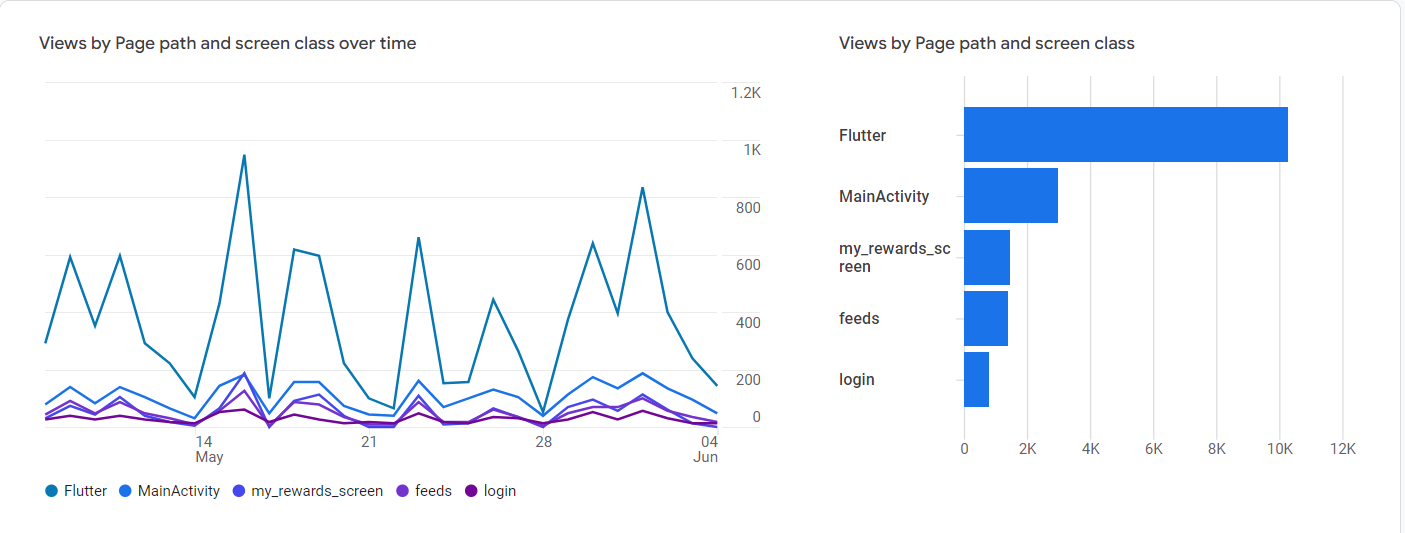 Views by Page path and screen class over time
1.2K
1K
800
600
400
200
0
14
May
21
28
04
Jun
Flutter MainActivity my_rewards_screen feeds login
Views by Page path and screen class
Flutter
MainActivity
my_rewards_sc
reen
feeds
login
0 2K 4K 6K 8K 10K 12K